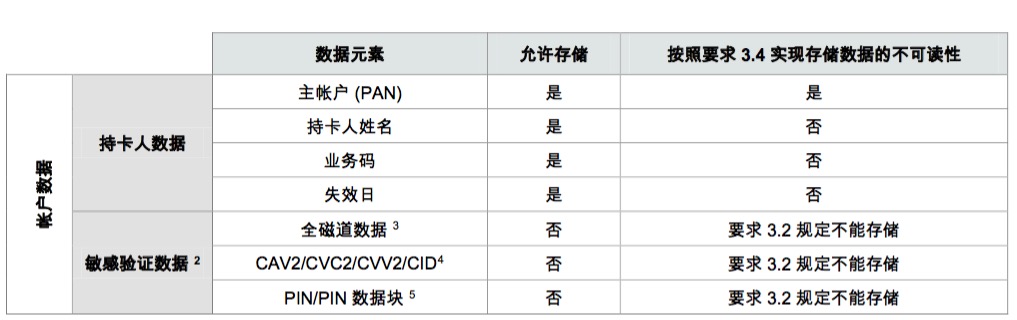 数据元素 允许存储 按照要求 3.4 实现存储数据的不可读性
帐户数据
持卡人数据
主帐户 (PAN) 是 是
持卡人姓名 是 否
业务码 是 否
失效日 是 否
敏感验证数据 2
全磁道数据 3 否 要求 3.2 规定不能存储
CAV2/CVC2/CVV2/CID4 否 要求 3.2 规定不能存储
PIN/PIN 数据块 5 否 要求 3.2 规定不能存储